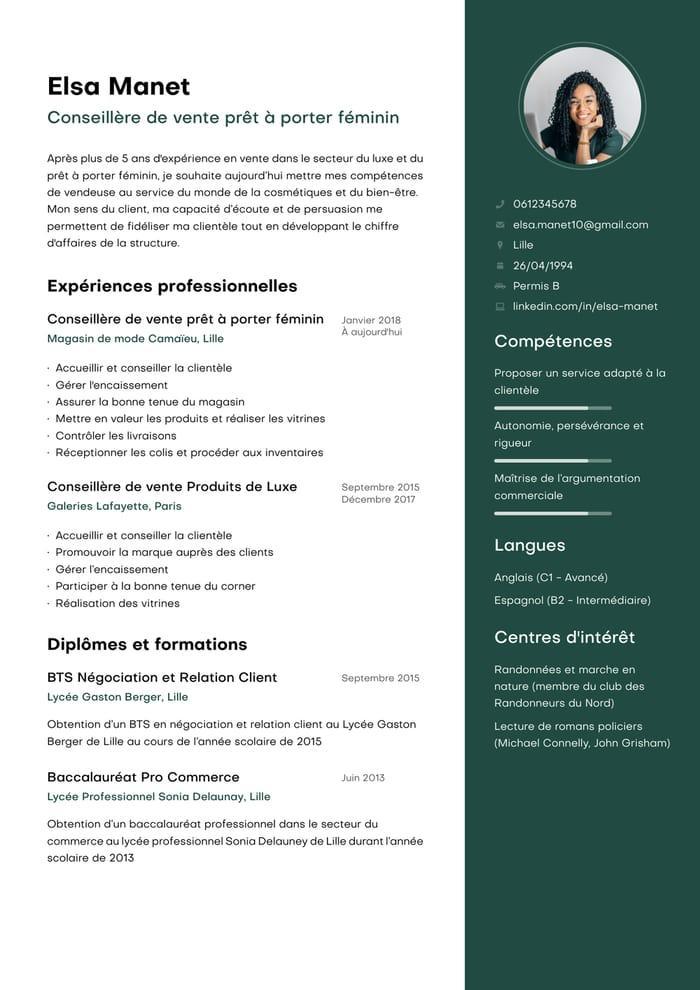 Elsa Manet
Conseillère de vente prêt à porter féminin
Après plus de 5 ans d'expérience en vente dans le secteur du luxe et du
prêt à porter féminin, je souhaite aujourd'hui mettre mes compétences
de vendeuse au service du monde de la cosmétiques et du bien-être.
Mon sens du client, ma capacité d'écoute et de persuasion me
permettent de fidéliser ma clientèle tout en développant le chiffre
d'affaires de la structure.
Expériences professionnelles
Conseillère de vente prêt à porter féminin
Janvier 2018
À aujourd'hui
Magasin de mode Camaïeu, Lille
· Accueillir et conseiller la clientèle
· Gérer l'encaissement
· Assurer la bonne tenue du magasin
· Mettre en valeur les produits et réaliser les vitrines
· Contrôler les livraisons
· Réceptionner les colis et procéder aux inventaires
Conseillère de vente Produits de Luxe
Septembre 2015
Décembre 2017
Galeries Lafayette, Paris
· Accueillir et conseiller la clientèle
· Promouvoir la marque auprès des clients
· Gérer l'encaissement
· Participer à la bonne tenue du corner
· Réalisation des vitrines
Diplômes et formations
BTS Négociation et Relation Client
Septembre 2015
Lycée Gaston Berger, Lille
Obtention d'un BTS en négociation et relation client au Lycée Gaston
Berger de Lille au cours de l'année scolaire de 2015
Baccalauréat Pro Commerce
Juin 2013
Lycée Professionnel Sonia Delaunay, Lille
Obtention d'un baccalauréat professionnel dans le secteur du
commerce au lycée professionnel Sonia Delauney de Lille durant l'année
scolaire de 2013
0612345678
elsa.manet10@gmail.com
Lille
26/04/1994
Permis B
linkedin.com/in/elsa-manet
Compétences
Proposer un service adapté à la
clientèle
Autonomie, persévérance et
rigueur
Maîtrise de l'argumentation
commerciale
Langues
Anglais (C1 - Avancé)
Espagnol (B2 - Intermédiaire)
Centres d'intérêt
Randonnées et marche en
nature (membre du club des
Randonneurs du Nord)
Lecture de romans policiers
(Michael Connelly, John Grisham)